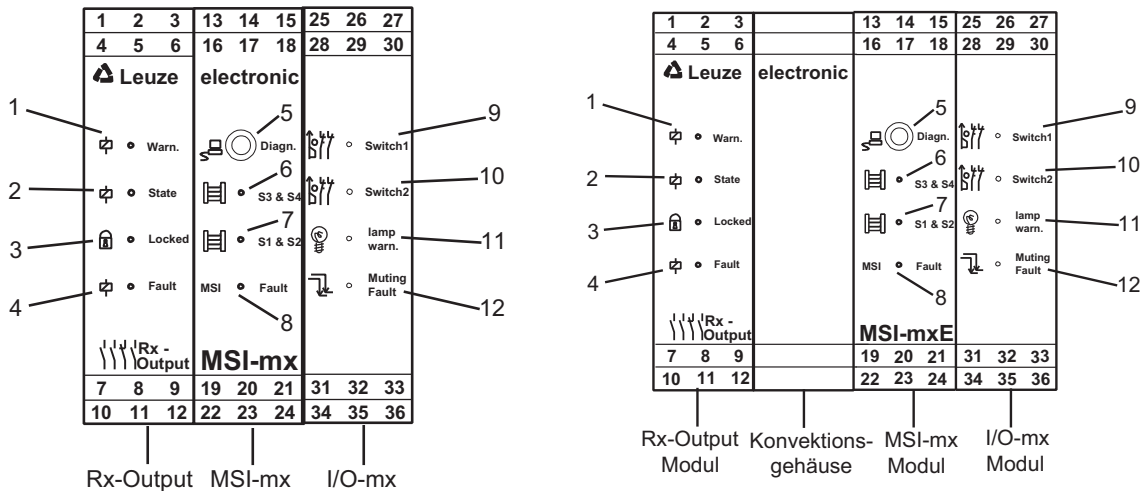 1 2 3 13 14 15 25 26 27
4 5 6 16 17 18 28 29 30
Leuze electronic
1
5
9
Warn.
Diagn.
Switch1
2
6
10
State
S3 & S4
Switch2
3
7
11
Locked
S1 & S2
lamp
warn.
4
Fault
MSI
Fault
8
Muting
Fault
12
Rx -
Output
MSI-mx
7 8 9 19 20 21 31 32 33
10 11 12 22 23 24 34 35 36
Rx-Output MSI-mx I/O-mx
1 2 3 13 14 15 25 26 27
4 5 6 16 17 18 28 29 30
Leuze electronic
1
5
9
Warn.
Diagn.
Switch1
2
6
10
State
S3 & S4
Switch2
3
7
11
Locked
S1 & S2
lamp
warn.
4
Fault
MSI
Fault
8
Muting
Fault
12
Rx -
Output
MSI-mxE
7 8 9 19 20 21 31 32 33
10 11 12 22 23 24 34 35 36
Rx-Output
Modul
Konvektions-
gehäuse
MSI-mx
Modul
I/O-mx
Modul